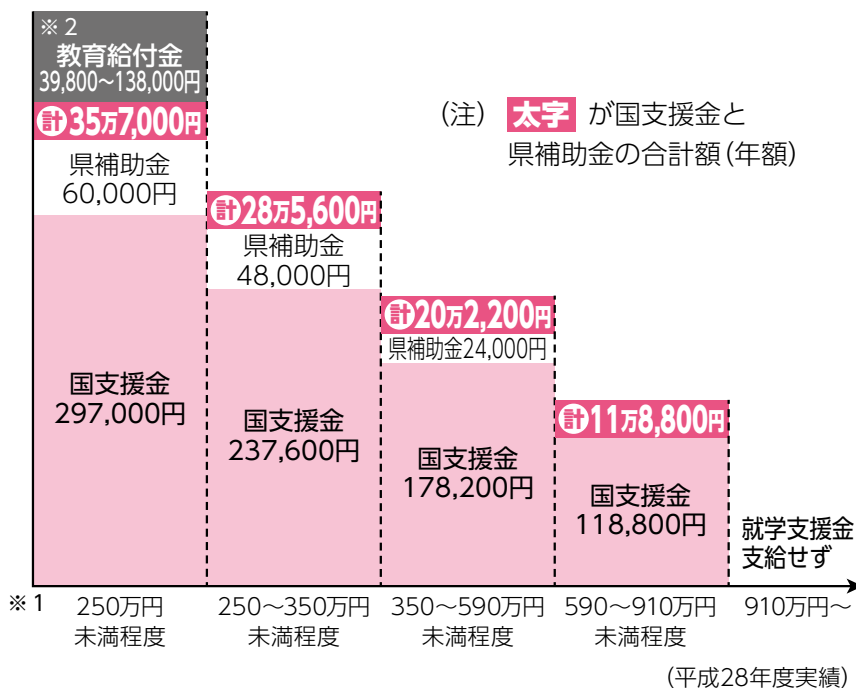 ※2
教育給付金
39,800～138,000円
計35万7,000円
県補助金
60,000円
国支援金
297,000円
計28万5,600円
県補助金
48,000円
国支援金
237,600円
計20万2,200円
県補助金24,000円
国支援金
178,200円
計11万8,800円
国支援金
118,800円
就学支援金
支給せず
(注) 太字 が国支援金と
県補助金の合計額(年額)
※1
250万円
未満程度
250～350万円
未満程度
350～590万円
未満程度
590～910万円
未満程度
910万円～
(平成28年度実績)